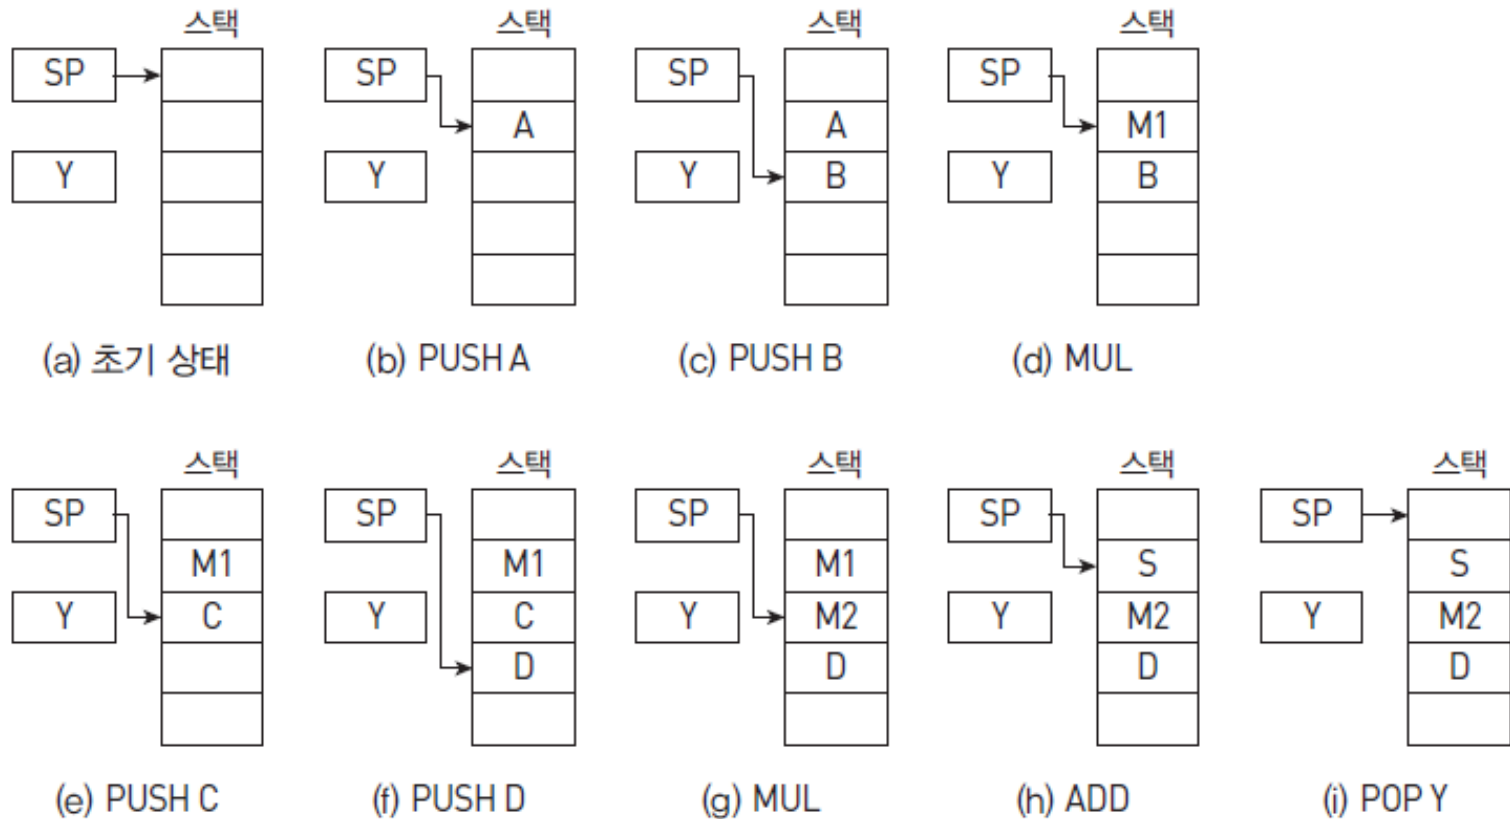 스택 스택 스택 스택
SP SP SP SP
A A M1
Y Y Y B Y B
(a) 초기 상태 (b) PUSH A (c) PUSH B (d) MUL
스택 스택 스택 스택 스택
SP SP SP SP SP
M1 M1 M1 S S
Y C Y C Y M2 Y M2 Y M2
D D D D
(e) PUSH C (f) PUSH D (g) MUL (h) ADD (i) POP Y